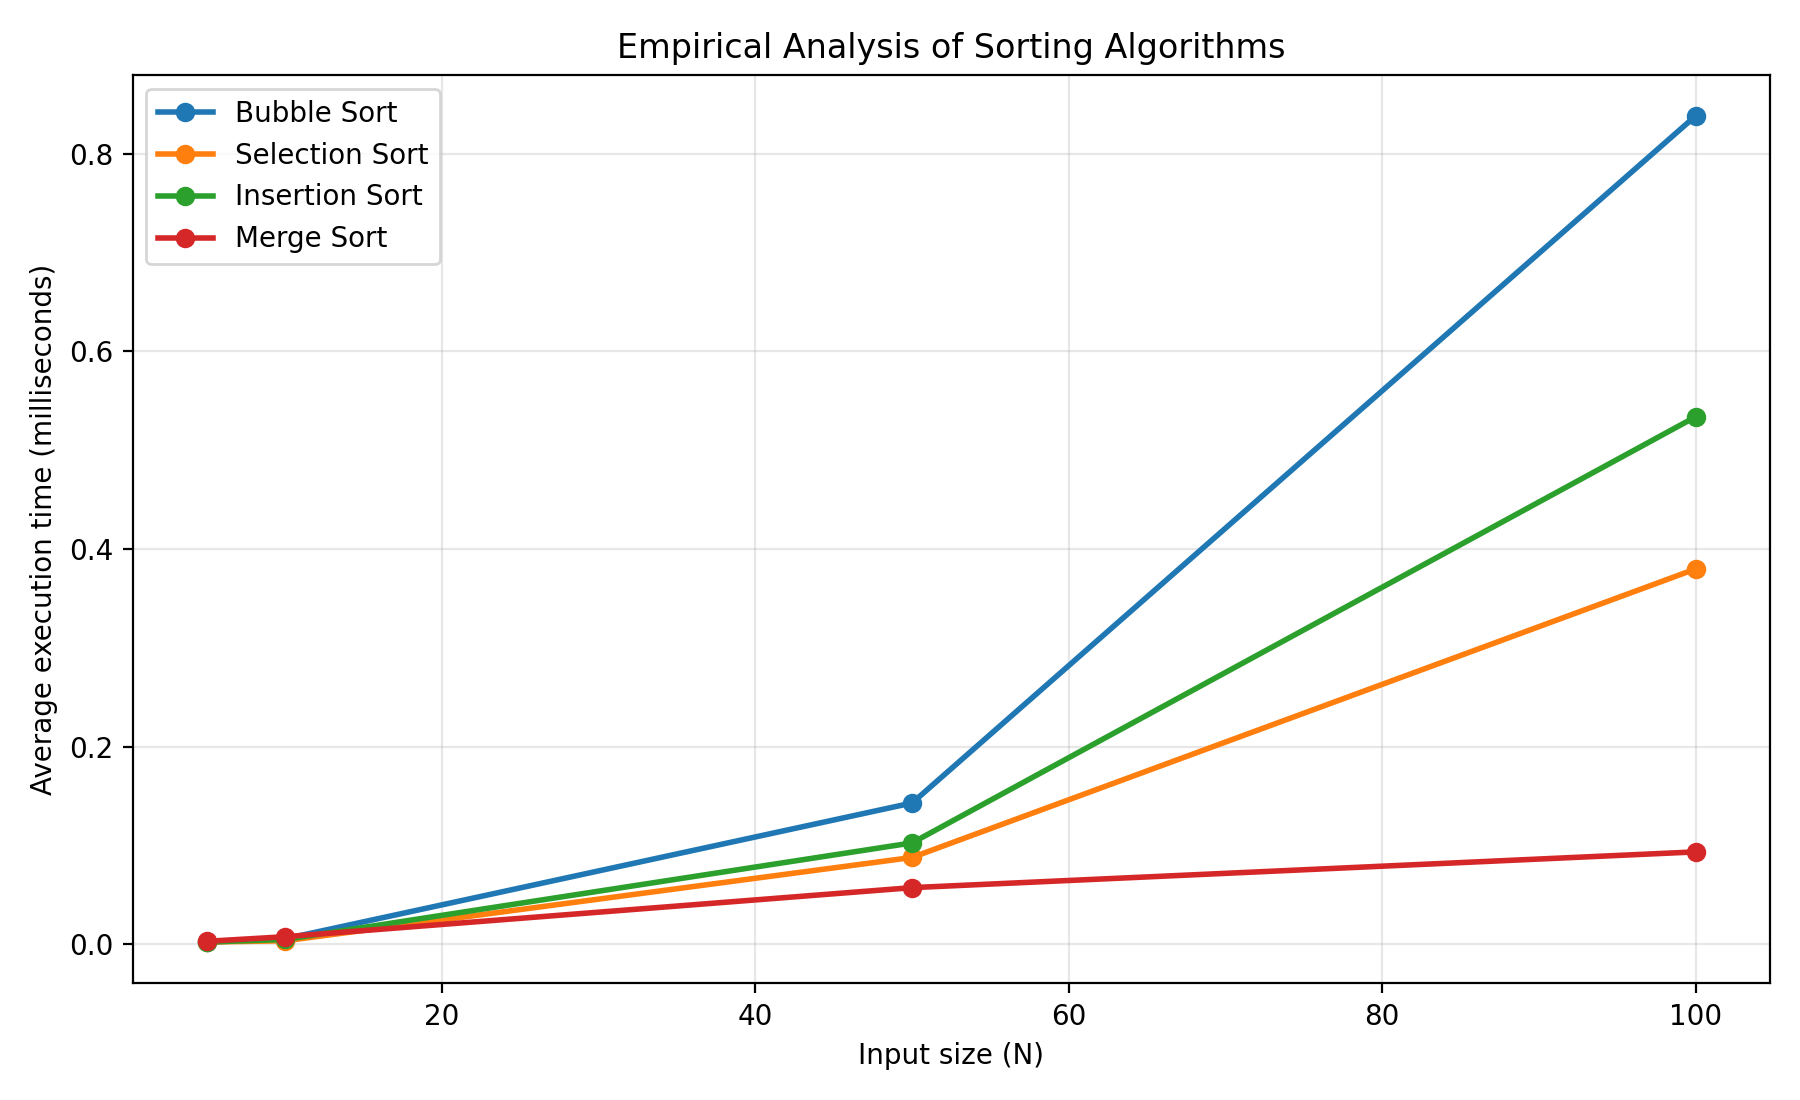 Empirical Analysis of Sorting Algorithms
Bubble Sort
Selection Sort
Insertion Sort
Merge Sort
Average execution time (milliseconds)
0.8
0.6
0.4
0.2
0.0
20 40 60 80 100
Input size (N)